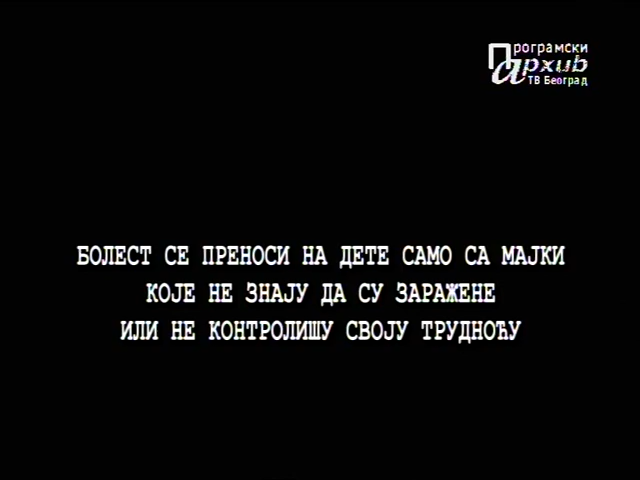 Програмски
Архив
ТВ Београд
БОЛЕСТ СЕ ПРЕНОСИ НА ДЕТЕ САМО СА МАЈКИ
КОЈЕ НЕ ЗНАЈУ ДА СУ ЗАРАЖЕНЕ
ИЛИ НЕ КОНТРОЛИШУ СВОЈУ ТРУДНОЋУ